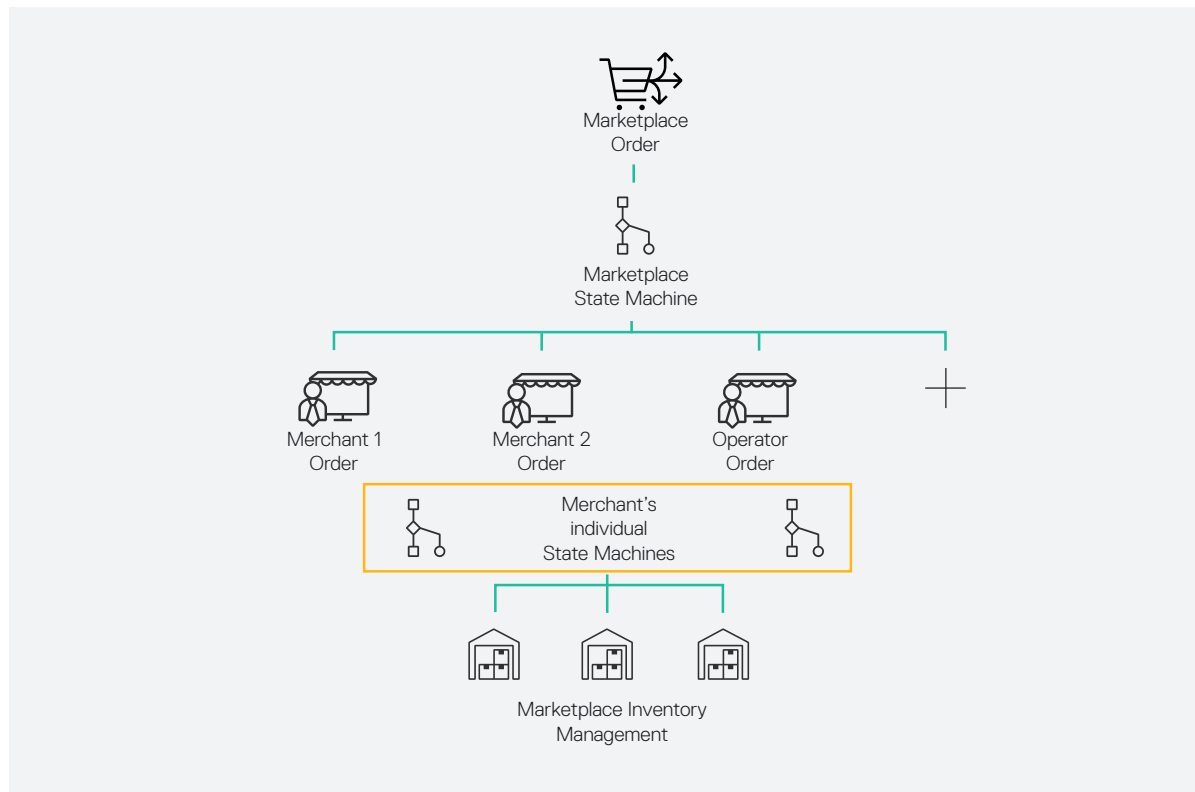 Marketplace
Order
Marketplace
State Machine
Merchant 1
Order
Merchant 2
Order
Operator
Order
Merchant’s
individual
State Machines
Marketplace Inventory
Management